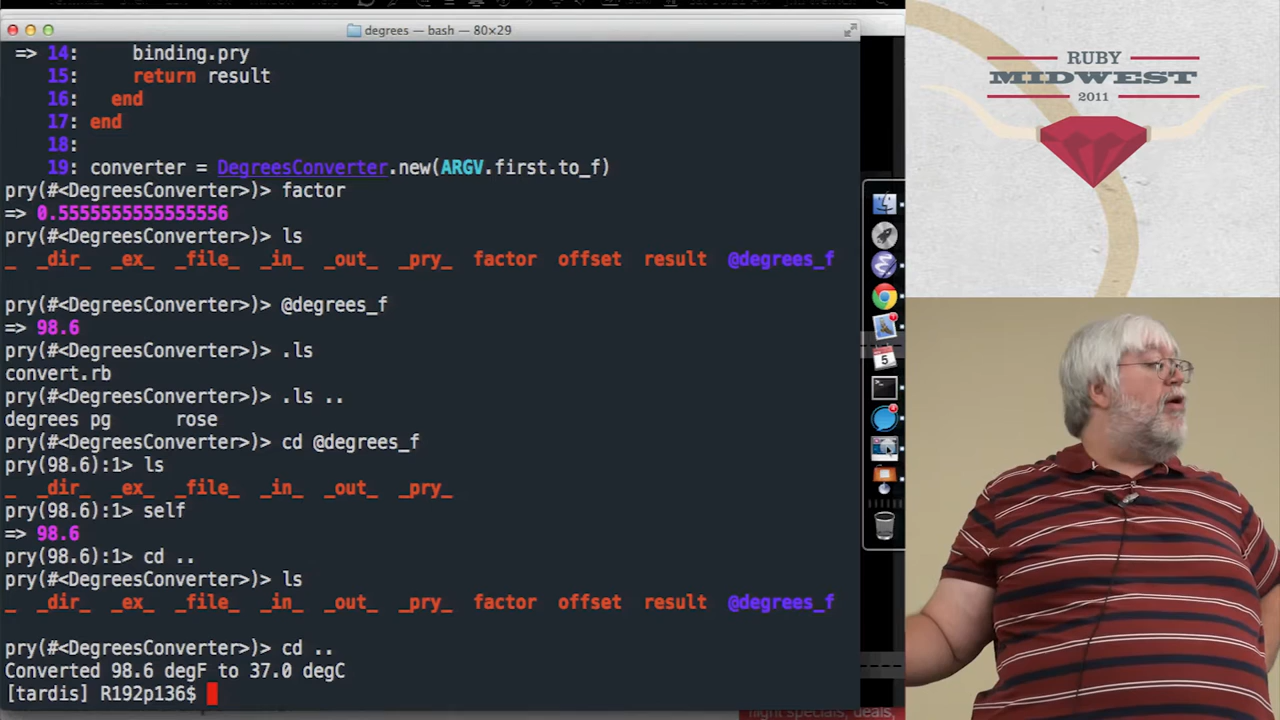 degrees — bash — 80×29
=> 14: binding.pry
15: return result
16: end
17: end
18:
19: converter = DegreesConverter.new(ARGV.first.to_f)
pry(#<DegreesConverter>)> factor
=> 0.5555555555555556
pry(#<DegreesConverter>)> ls
_ _dir_ _ex_ _file_ _in_ _out_ _pry_ factor offset result @degrees_f
pry(#<DegreesConverter>)> @degrees_f
=> 98.6
pry(#<DegreesConverter>)> .ls
convert.rb
pry(#<DegreesConverter>)> .ls ..
degrees pg rose
pry(#<DegreesConverter>)> cd @degrees_f
pry(98.6):1> ls
_ _dir_ _ex_ _file_ _in_ _out_ _pry_
pry(98.6):1> self
=> 98.6
pry(98.6):1> cd ..
pry(#<DegreesConverter>)> ls
_ _dir_ _ex_ _file_ _in_ _out_ _pry_ factor offset result @degrees_f
pry(#<DegreesConverter>)> cd ..
Converted 98.6 degF to 37.0 degC
[tardis] R192p136$
flight specials, deals,
5
RUBY
MIDWEST
2011